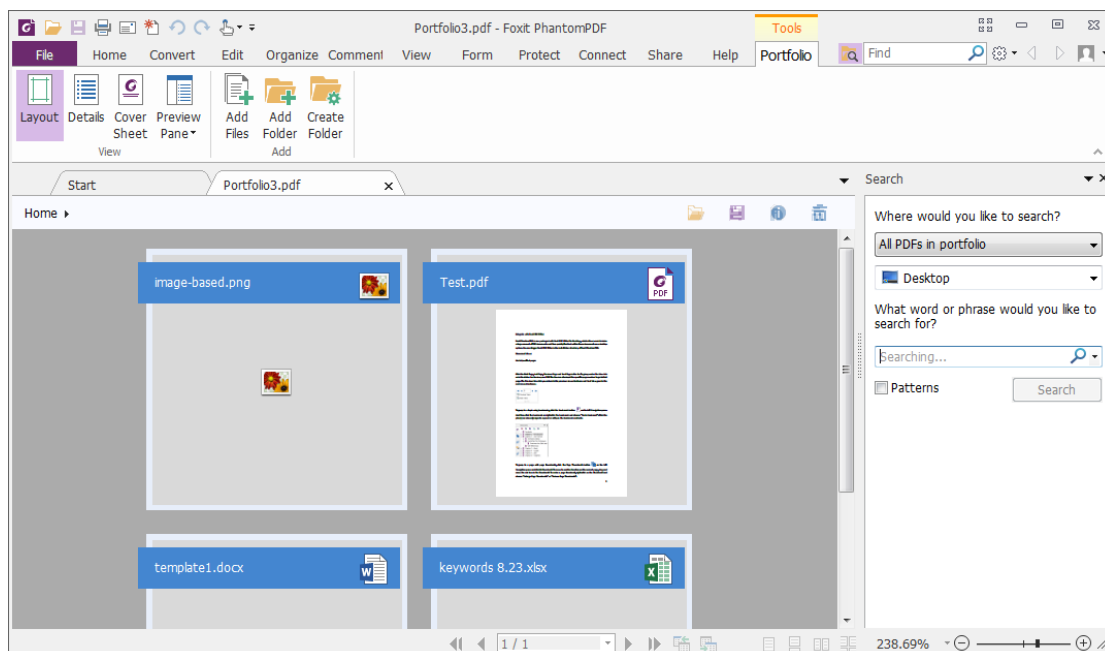 Portfolio3.pdf - Foxit PhantomPDF
Tools
File Home Convert Edit Organize Comment View Form Protect Connect Share Help Portfolio Find
Layout Details Cover Sheet Preview Pane Add Files Add Folder Create Folder
View Add
Start Portfolio3.pdf
Search
Home
Where would you like to search?
All PDFs in portfolio
Desktop
What word or phrase would you like to
search for?
Searching...
Patterns Search
image-based.png
Test.pdf
PDF
template1.docx
W
keywords 8.23.xlsx
X
1 / 1
238.69%